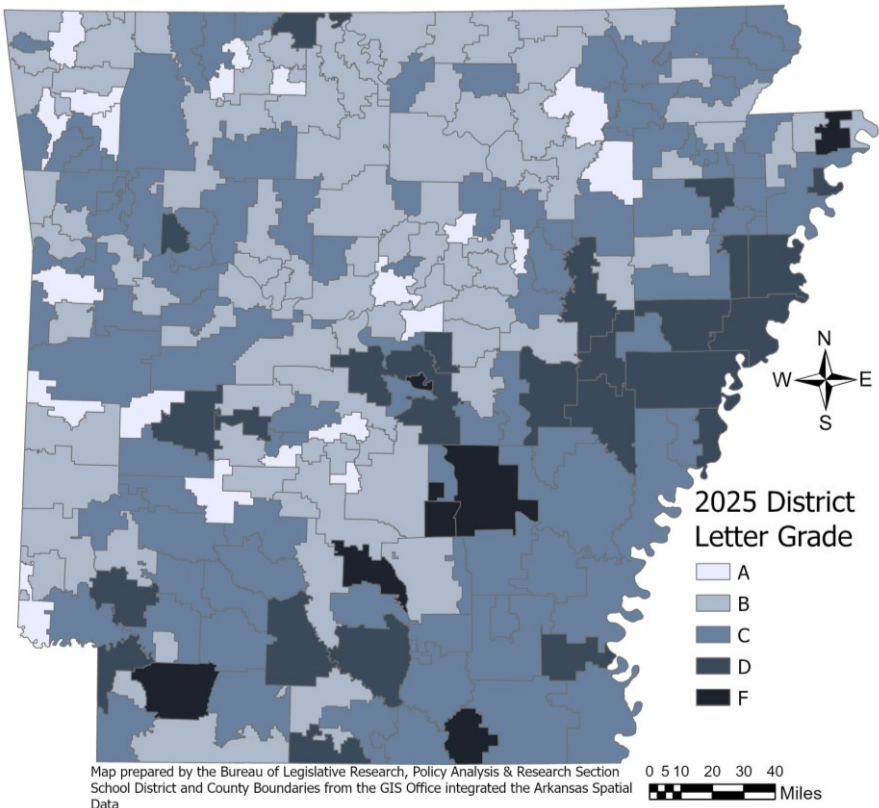 N
W E
S
2025 District
Letter Grade
A
B
C
D
F
Map prepared by the Bureau of Legislative Research, Policy Analysis & Research Section
School District and County Boundaries from the GIS Office integrated the Arkansas Spatial
Data
0 5 10 20 30 40
Miles